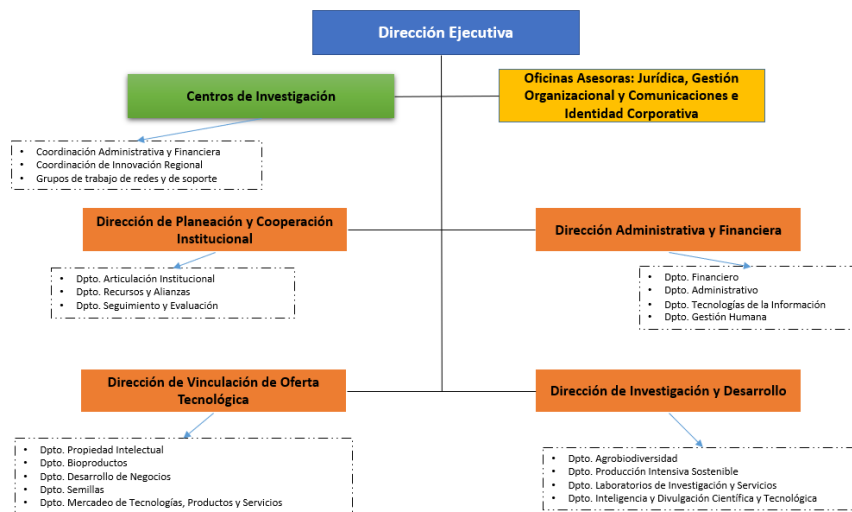 Dirección Ejecutiva
Centros de Investigación
Oficinas Asesoras: Jurídica, Gestión
Organizacional y Comunicaciones e
Identidad Corporativa
• Coordinación Administrativa y Financiera
• Coordinación de Innovación Regional
• Grupos de trabajo de redes y de soporte
Dirección de Planeación y Cooperación
Institucional
Dirección Administrativa y Financiera
• Dpto. Articulación Institucional
• Dpto. Recursos y Alianzas
• Dpto. Seguimiento y Evaluación
• Dpto. Financiero
• Dpto. Administrativo
• Dpto. Tecnologías de la Información
• Dpto. Gestión Humana
Dirección de Vinculación de Oferta
Tecnológica
Dirección de Investigación y Desarrollo
• Dpto. Propiedad Intelectual
• Dpto. Bioproductos
• Dpto. Desarrollo de Negocios
• Dpto. Semillas
• Dpto. Mercadeo de Tecnologías, Productos y Servicios
• Dpto. Agrobiodiversidad
• Dpto. Producción Intensiva Sostenible
• Dpto. Laboratorios de Investigación y Servicios
• Dpto. Inteligencia y Divulgación Científica y Tecnológica